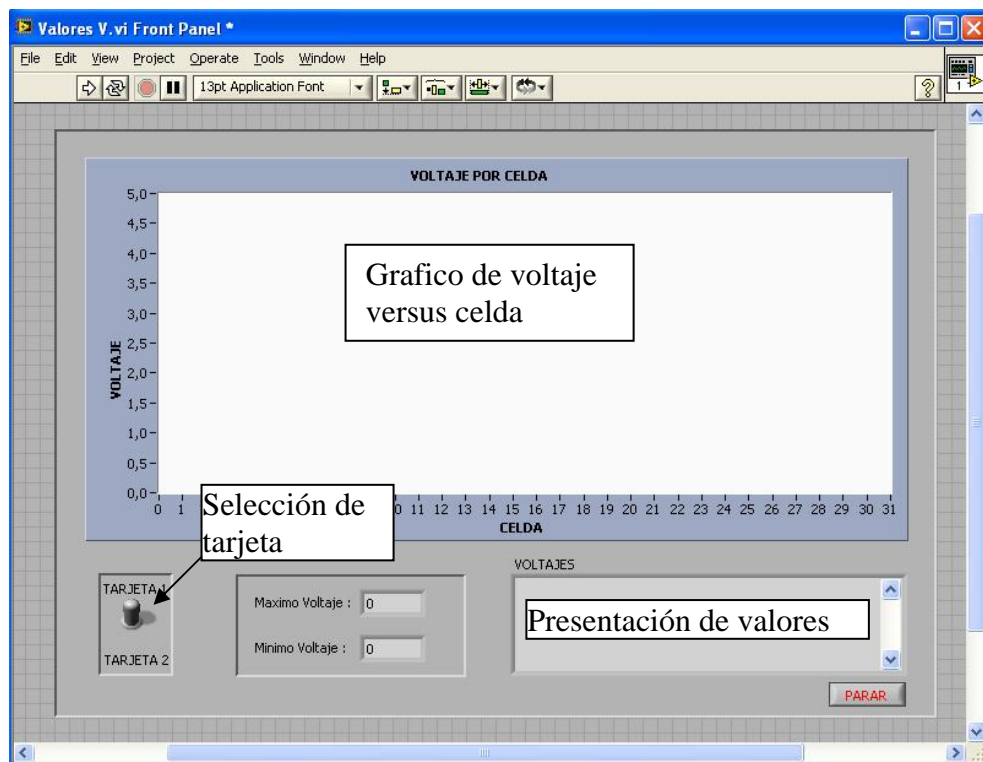 Valores V.vi Front Panel *
File Edit View Project Operate Tools Window Help
13pt Application Font
1
VOLTAJE POR CELDA
5,0
4,5
4,0
3,5
3,0
2,5
2,0
1,5
1,0
0,5
0,0
VOLTAJE
Grafico de voltaje
versus celda
0 1 10 11 12 13 14 15 16 17 18 19 20 21 22 23 24 25 26 27 28 29 30 31
CELDA
Selección de
tarjeta
TARJETA 1
TARJETA 2
Maximo Voltaje : 0
Minimo Voltaje : 0
VOLTAJES
Presentación de valores
PARAR